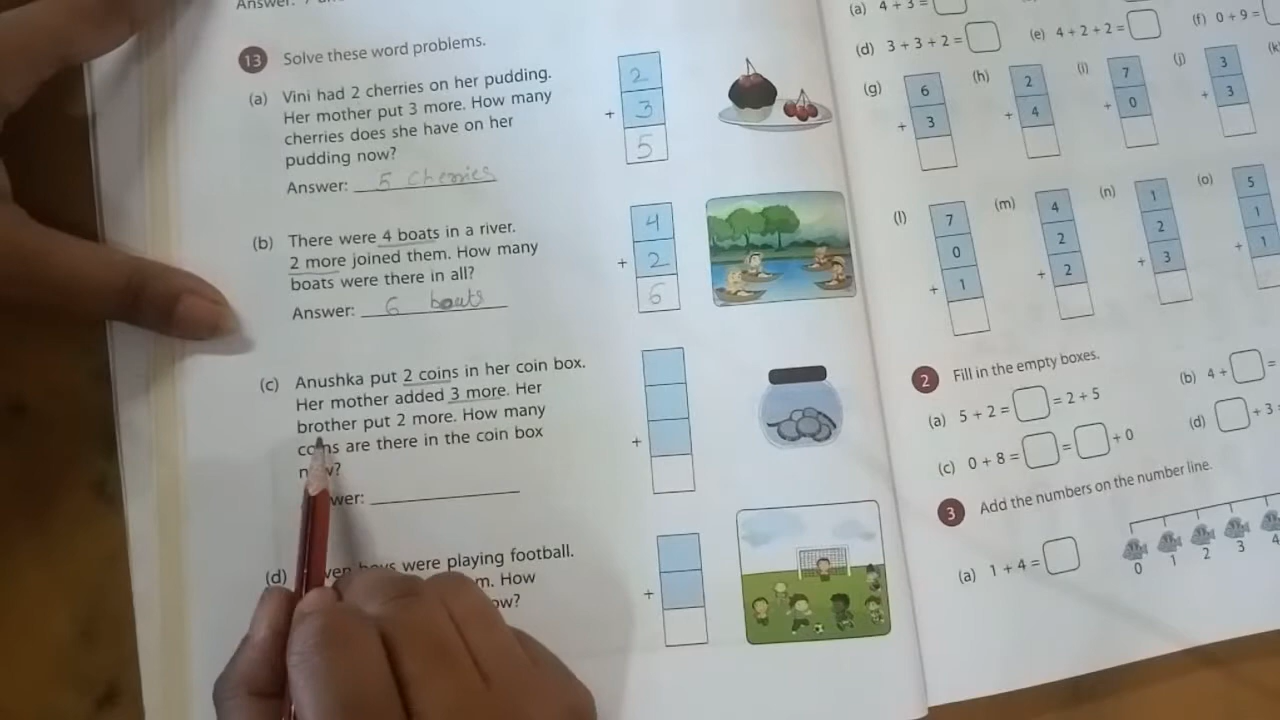 13 Solve these word problems.
(a) Vini had 2 cherries on her pudding.
Her mother put 3 more. How many
cherries does she have on her
pudding now?
Answer: 5 Cherries
2
+ 3
5
(b) There were 4 boats in a river.
2 more joined them. How many
boats were there in all?
Answer: 6 boats
4
+ 2
6
(c) Anushka put 2 coins in her coin box.
Her mother added 3 more. Her
brother put 2 more. How many
coins are there in the coin box
+
(d) were playing football.
How
+
(a) 4 + 3 =
(d) 3 + 3 + 2 =
(e) 4 + 2 + 2 =
(f) 0 + 9 =
(g) 6
+ 3
(h) 2
+ 4
(i) 7
+ 0
(j) 3
+ 3
(l) 7
0
+ 1
(m) 4
2
+ 2
(n) 1
2
+ 3
(o) 5
1
+ 1
2 Fill in the empty boxes.
(a) 5 + 2 = = 2 + 5
(b) 4 + =
(c) 0 + 8 = = + 0
(d) + 3
3 Add the numbers on the number line.
(a) 1 + 4 =
0 1 2 3 4